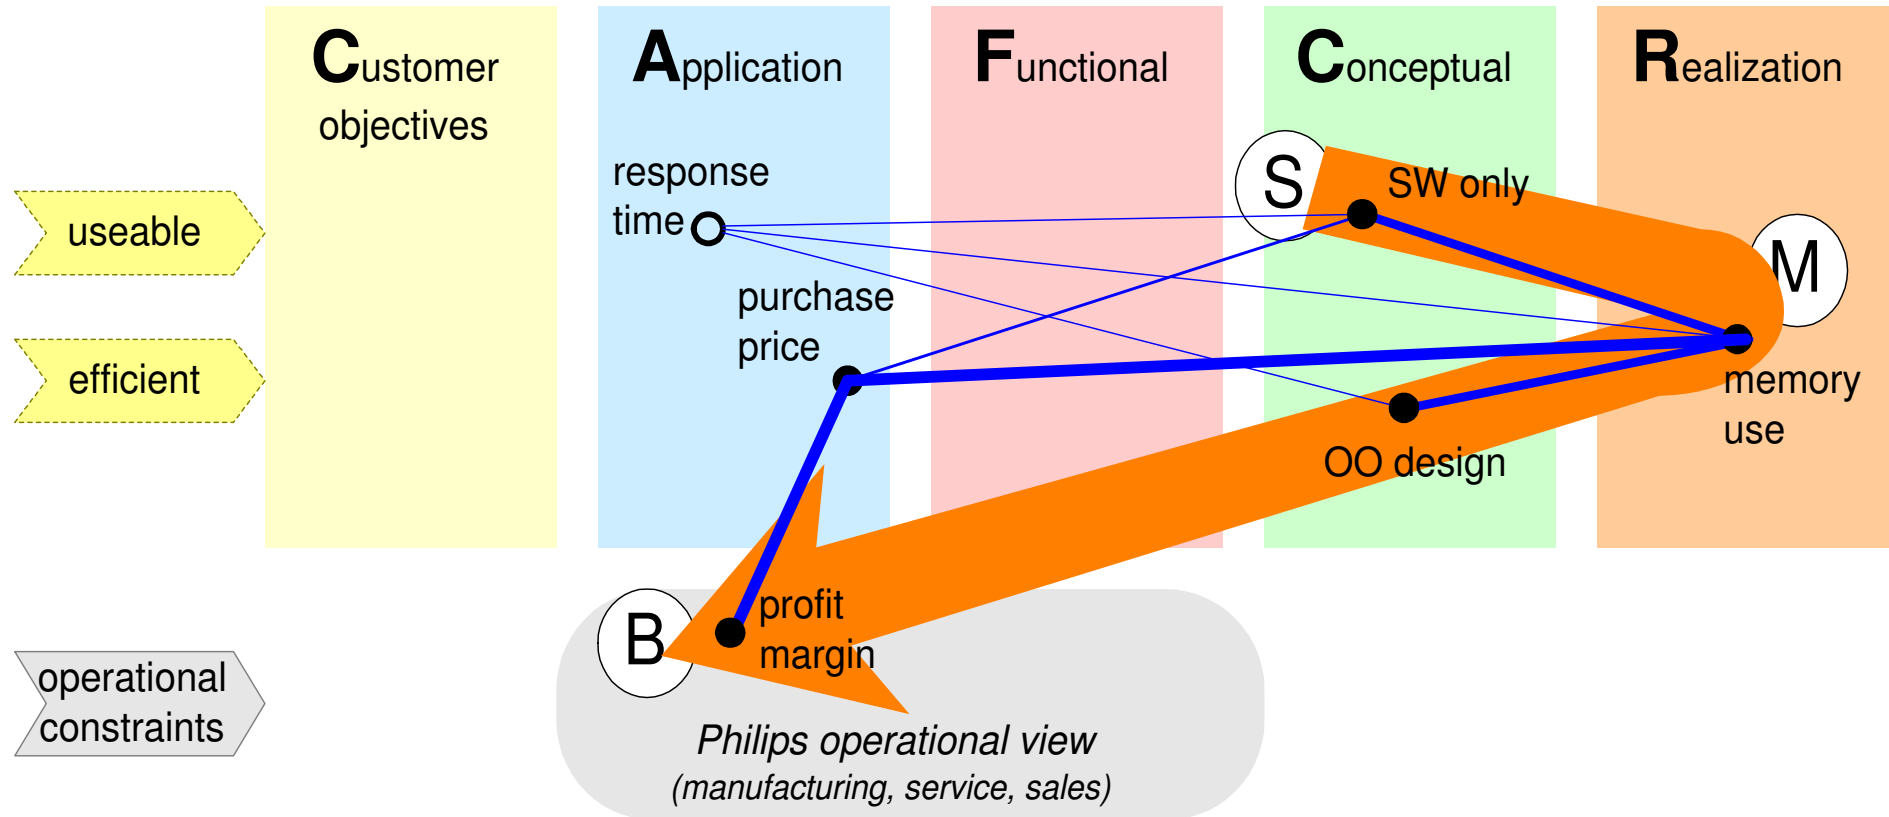 Customer
objectives
Application
Functional
Conceptual
Realization
response
time
S
SW only
useable
M
purchase
price
efficient
memory
use
OO design
B
profit
margin
operational
constraints
Philips operational view
(manufacturing, service, sales)